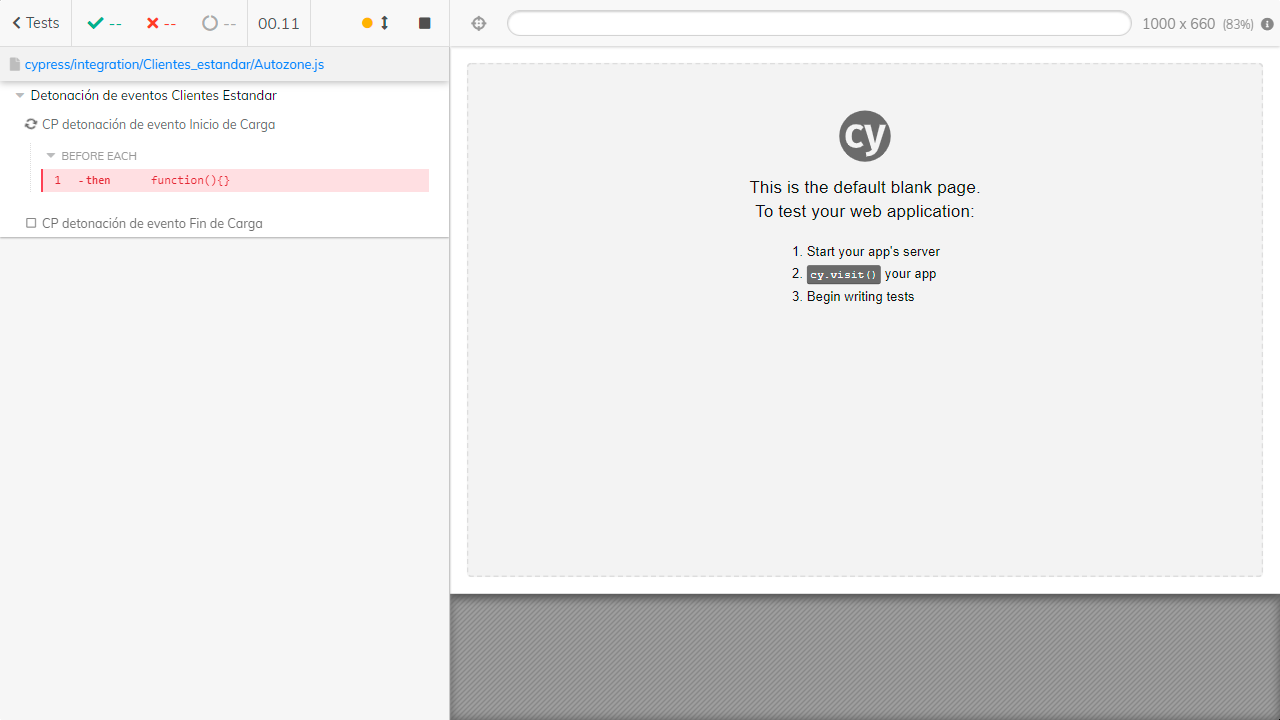 Tests -- -- -- 00.11 1000 x 660 (83%)
cypress/integration/Clientes_estandar/Autozone.js
Detonación de eventos Clientes Estandar
CP detonación de evento Inicio de Carga
BEFORE EACH
1 -then function(){}
CP detonación de evento Fin de Carga
cy
This is the default blank page.
To test your web application:
1. Start your app's server
2. cy.visit() your app
3. Begin writing tests